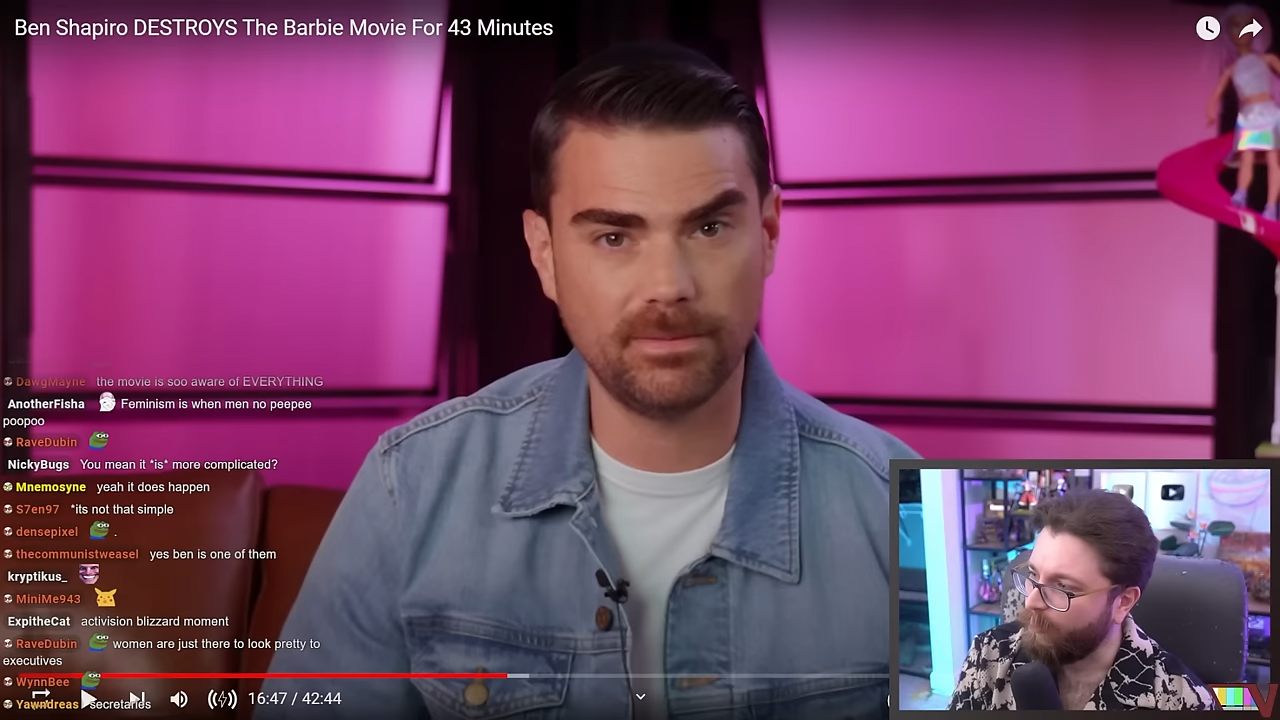 Ben Shapiro DESTROYS The Barbie Movie For 43 Minutes
DawgMayne the movie is soo aware of EVERYTHING
AnotherFisha Feminism is when men no peepee
poopoo
RaveDubin
NickyBugs You mean it *is* more complicated?
Mnemosyne yeah it does happen
S7en97 *its not that simple
densepixel .
thecommunistweasel yes ben is one of them
kryptikus_
MiniMe943
ExpitheCat activision blizzard moment
RaveDubin women are just there to look pretty to
executives
WynnBee
Yawndreas secretaries
16:47 / 42:44
TV